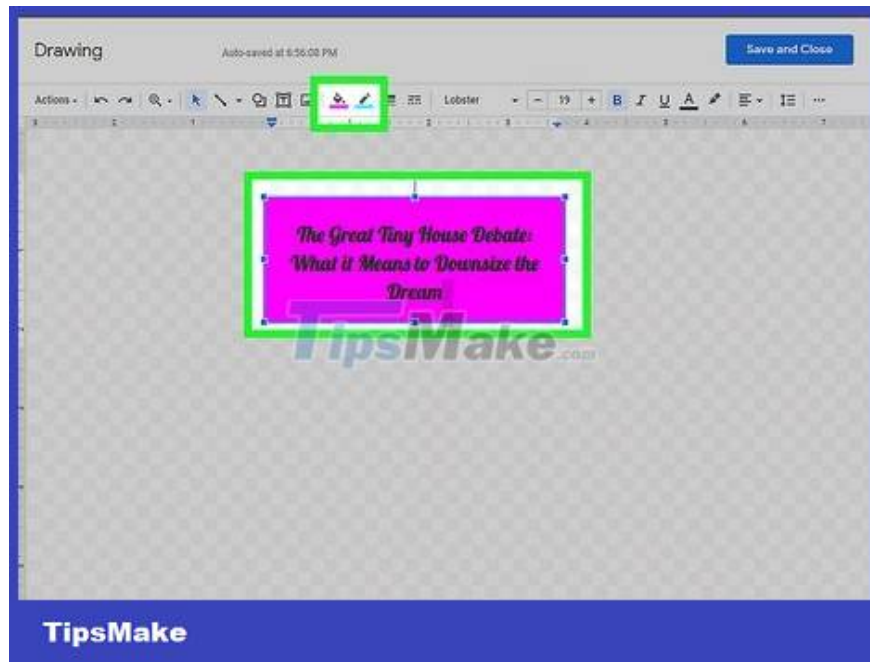 Drawing
Auto-saved at 6:56:08 PM
Save and Close
Actions
Lobster
19
B I U A
The Great Tiny House Debate:
What it Means to Downsize the
Dream
TipsMake.com
TipsMake